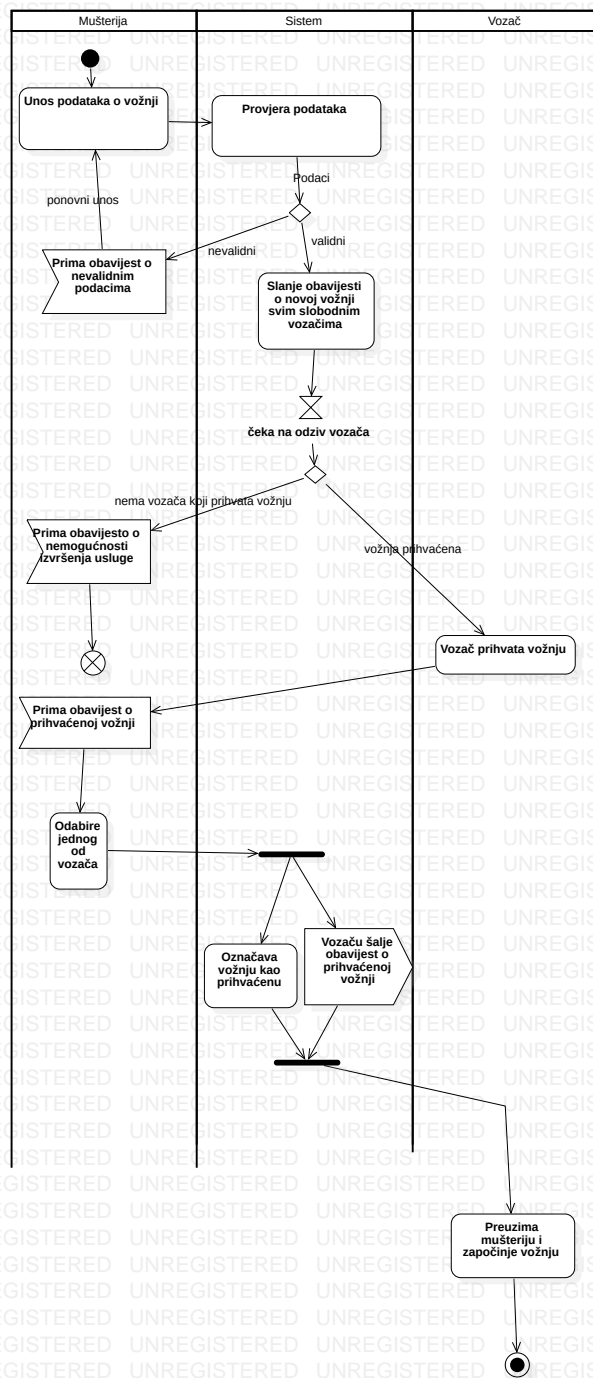 Mušterija
Sistem
Vozač
Unos podataka o vožnji
Provjera podataka
Podaci
ponovni unos
nevalidni
validni
Prima obavijest o
nevalidnim
podacima
Slanje obavijesti
o novoj vožnji
svim slobodnim
vozačima
čeka na odziv vozača
nema vozača koji prihvata vožnju
vožnja prihvaćena
Prima obavijesto o
nemogućnosti
izvršenja usluge
Vozač prihvata vožnju
Prima obavijest o
prihvaćenoj vožnji
Odabire
jednog
od
vozača
Označava
vožnju kao
prihvaćenu
Vozaču šalje
obavijest o
prihvaćenoj
vožnji
Preuzima
mušteriju i
započinje vožnju
UNREGISTERED